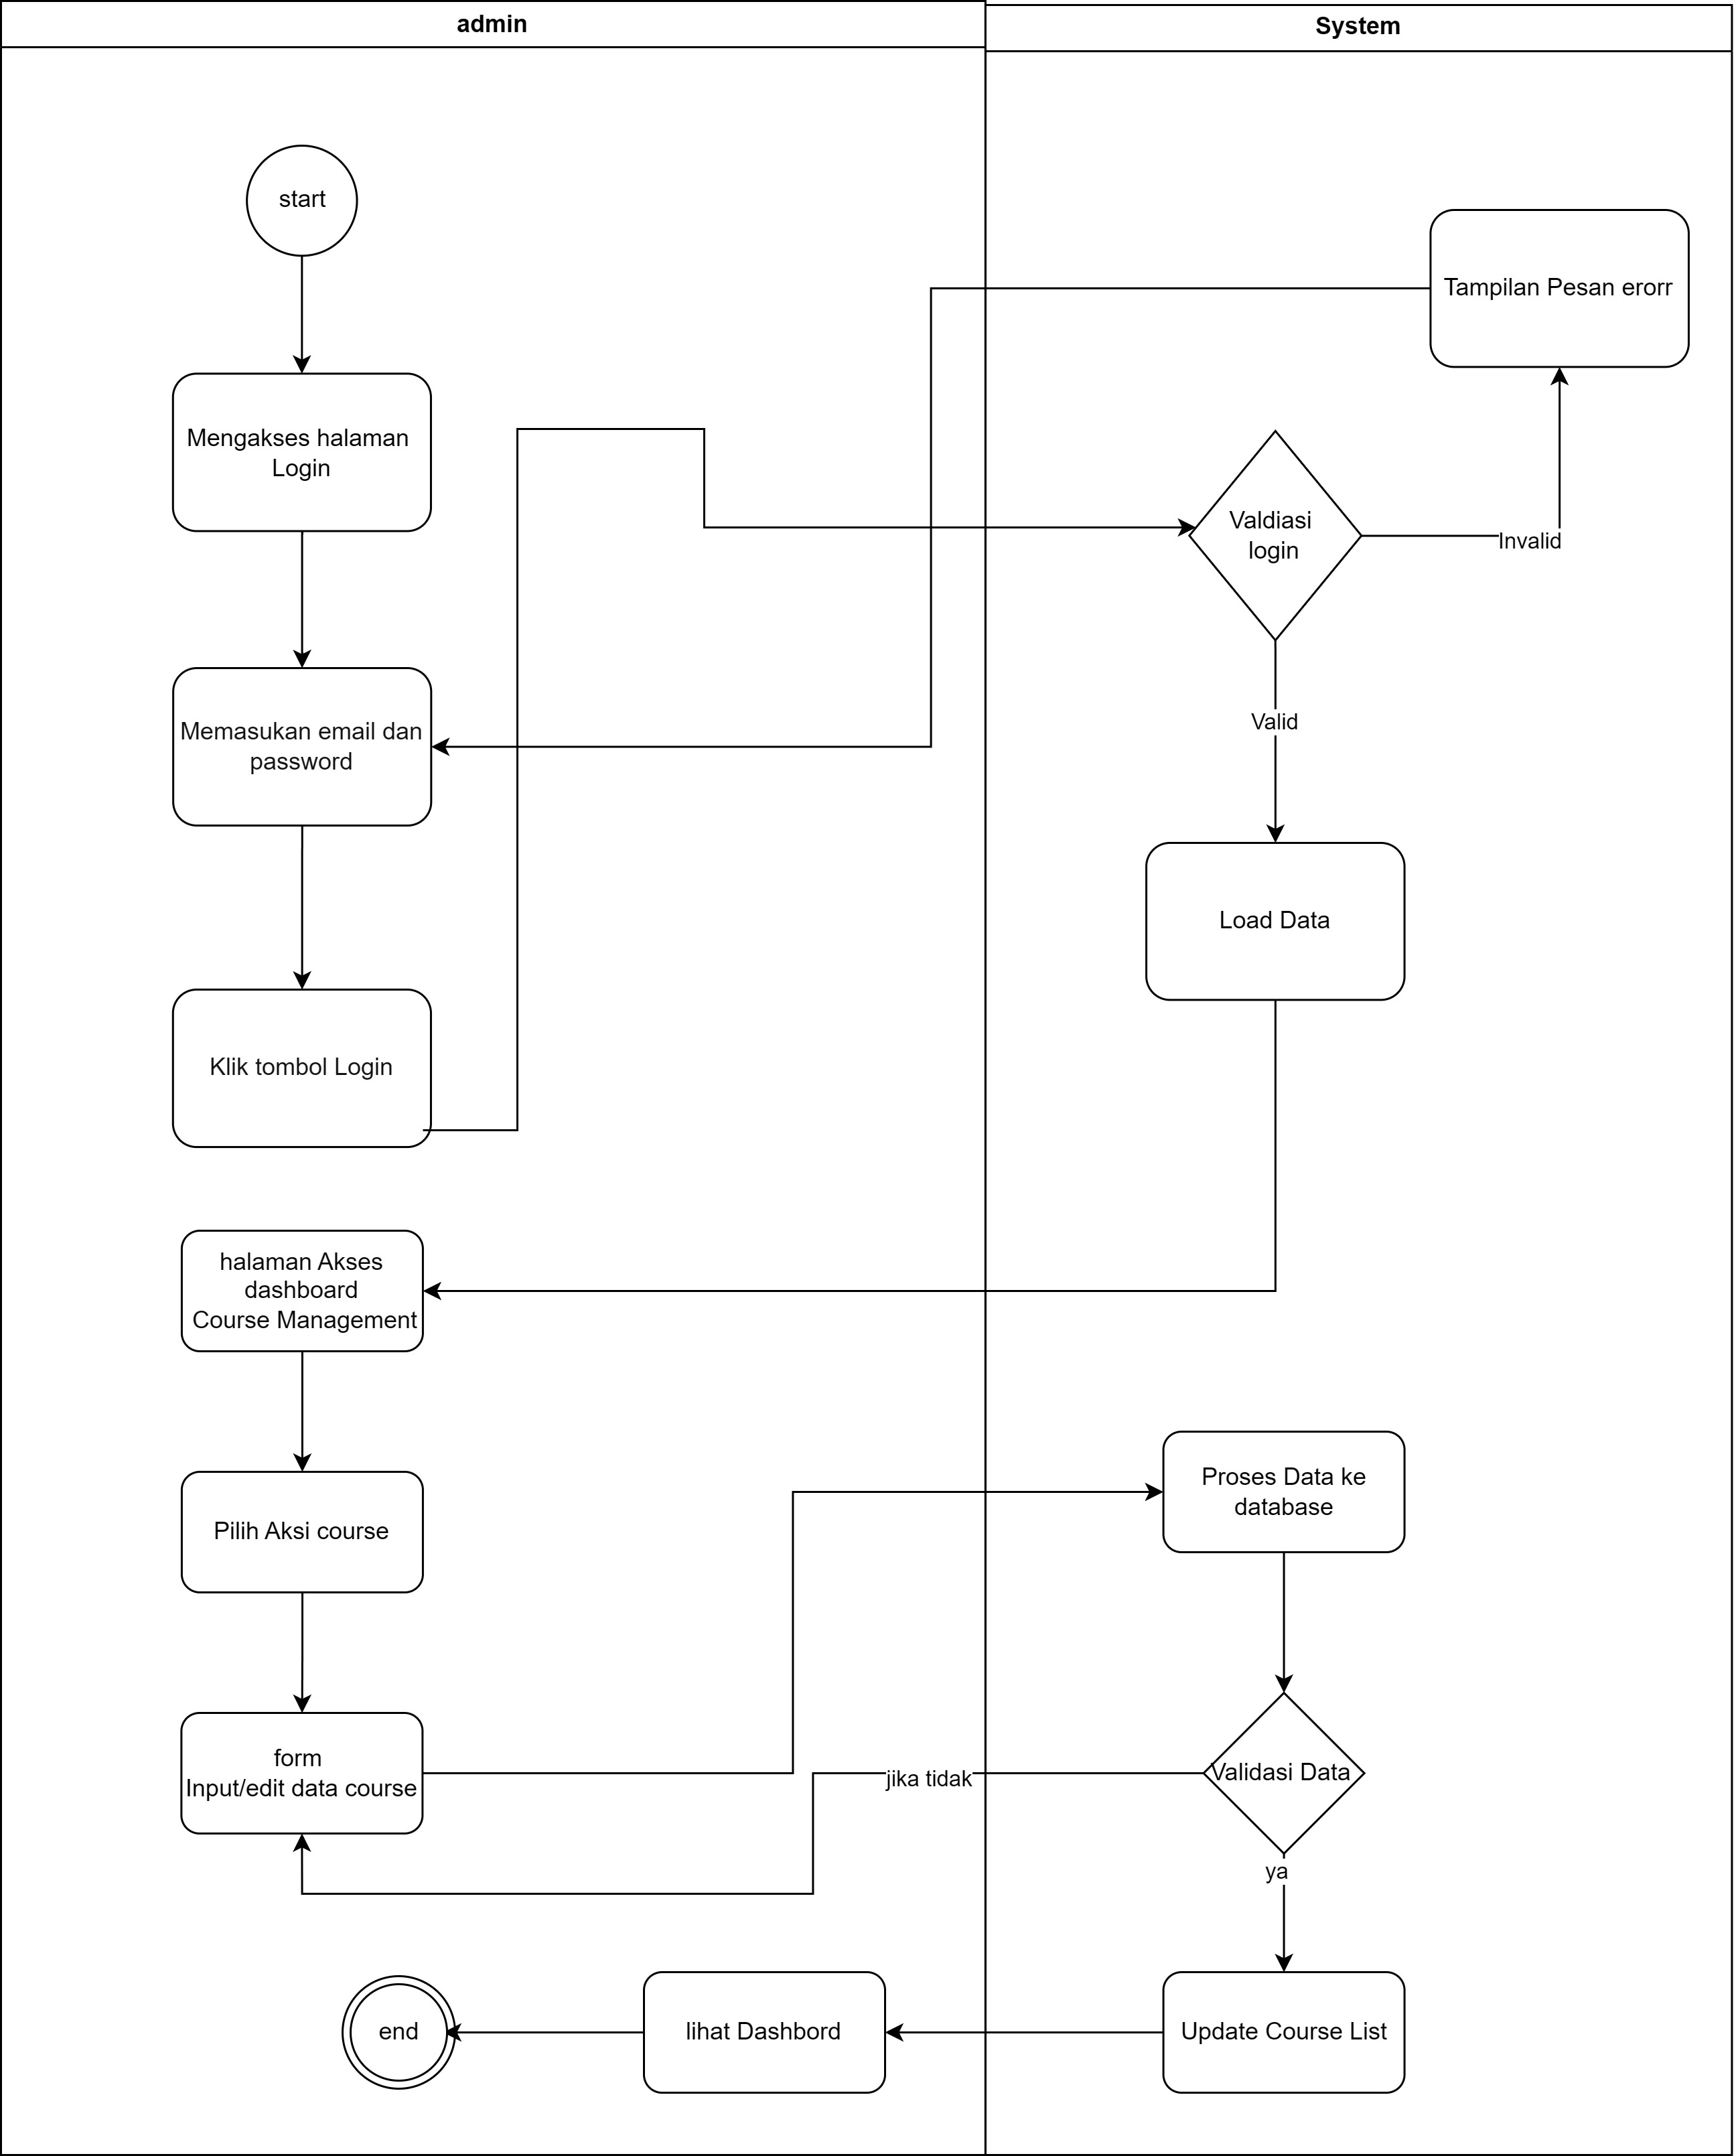 admin
System
start
Tampilan Pesan erorr
Mengakses halaman
Login
Valdiasi
login
Invalid
Valid
Memasukan email dan
password
Load Data
Klik tombol Login
halaman Akses
dashboard
Course Management
Proses Data ke
database
Pilih Aksi course
form
Input/edit data course
jika tidak
Validasi Data
ya
end
lihat Dashbord
Update Course List